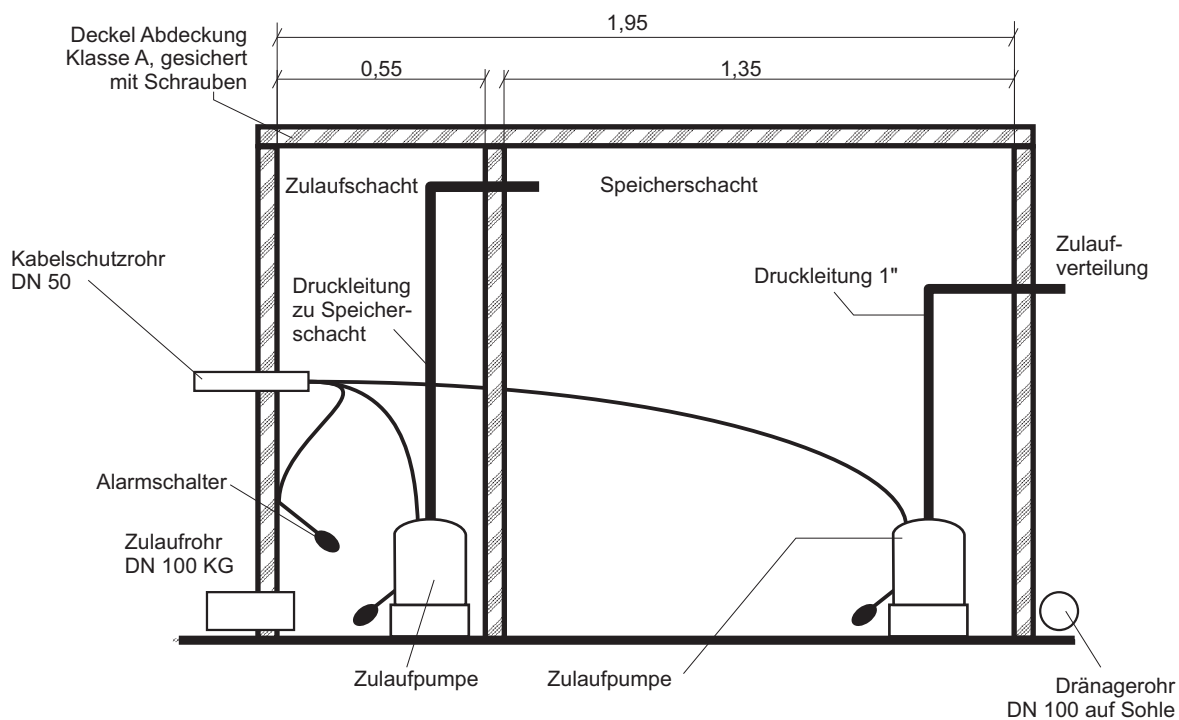 1,95
Deckel Abdeckung
Klasse A, gesichert
mit Schrauben
0,55
1,35
Zulaufschacht
Speicherschacht
Kabelschutzrohr
DN 50
Druckleitung
zu Speicher-
schacht
Druckleitung 1"
Zulauf-
verteilung
Alarmschalter
Zulaufrohr
DN 100 KG
Zulaufpumpe
Zulaufpumpe
Dränagerohr
DN 100 auf Sohle